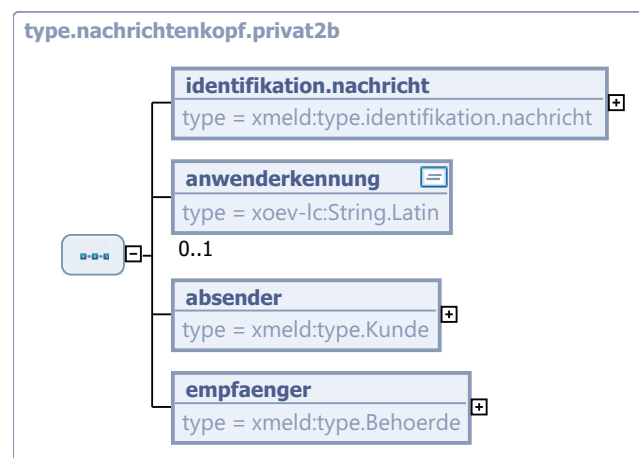 type.nachrichtenkopf.privat2b
identifikation.nachricht
type = xmeld:type.identifikation.nachricht
anwenderkennung
type = xoev-lc:String.Latin
0..1
absender
type = xmeld:type.Kunde
empfaenger
type = xmeld:type.Behoerde